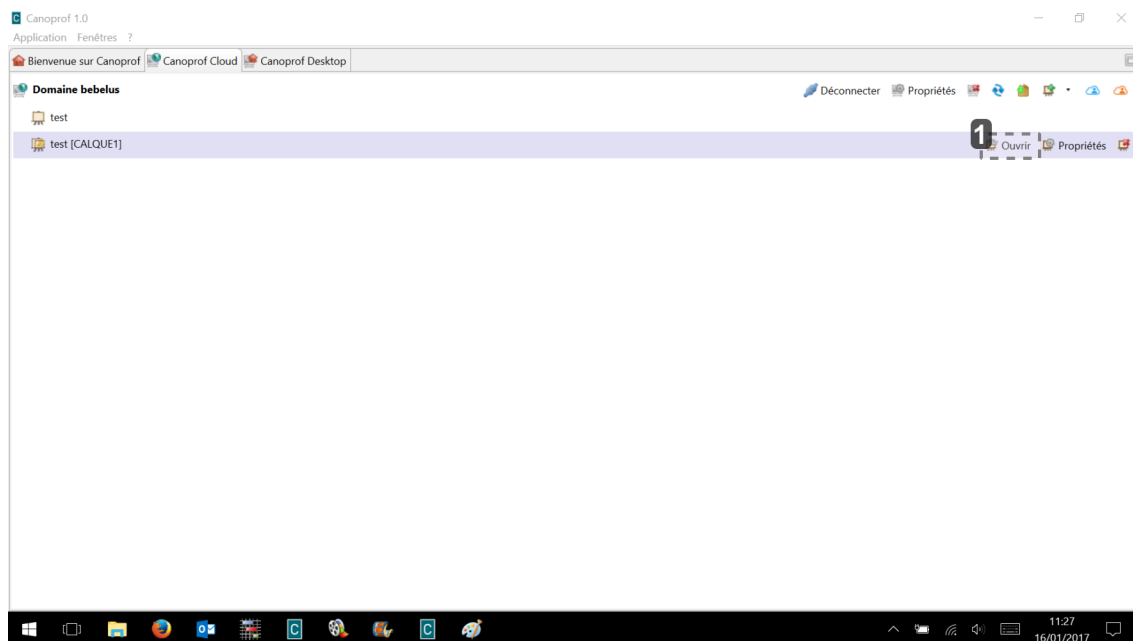 C Canoprof 1.0
Application Fenêtres ?
Bienvenue sur Canoprof Canoprof Cloud Canoprof Desktop
Domaine bebelus Déconnecter Propriétés
test
1
test [CALQUE1] Ouvrir Propriétés
C C
11:27
16/01/2017